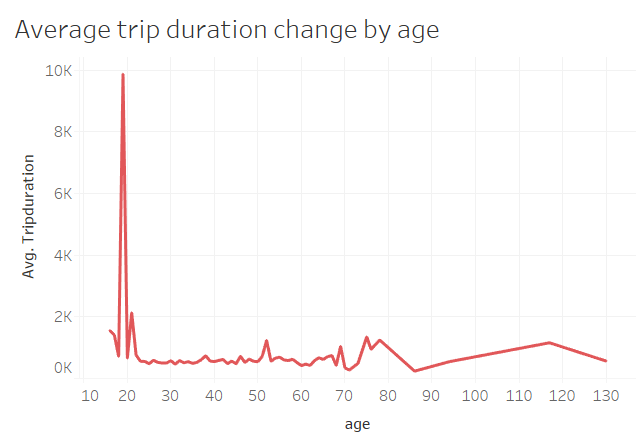 Average trip duration change by age
10K
8K
6K
4K
2K
0K
Avg. Tripduration
10 20 30 40 50 60 70 80 90 100 110 120 130
age